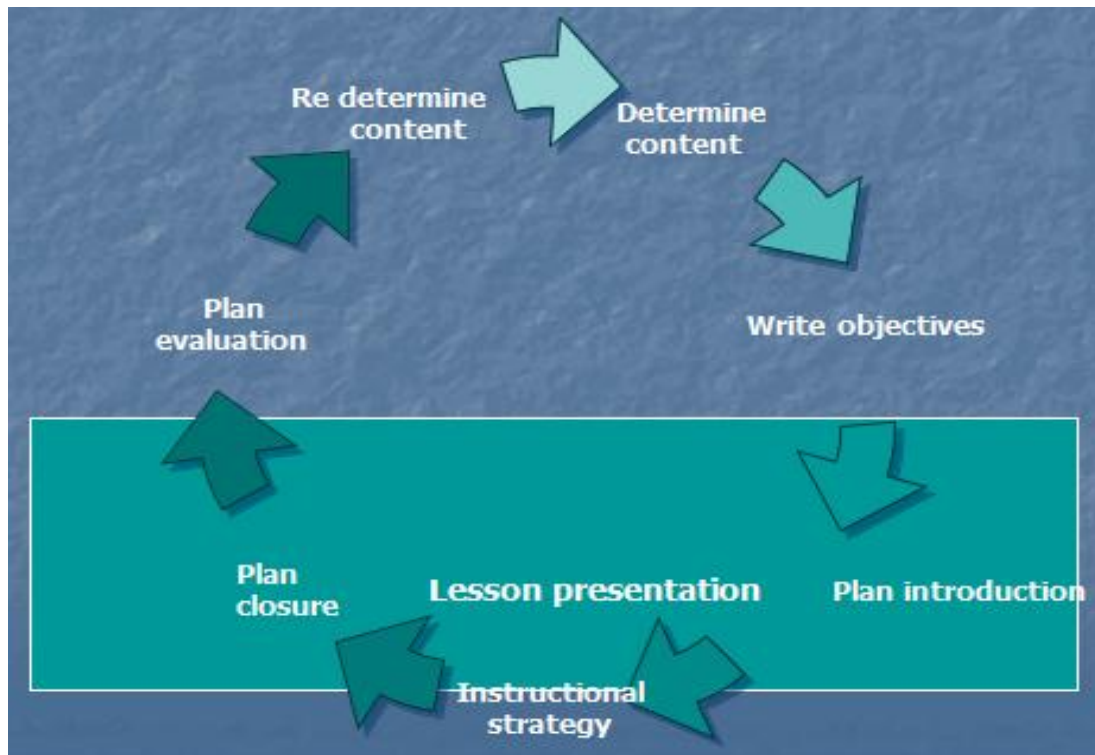 Re determine
content
Determine
content
Write objectives
Plan introduction
Lesson presentation
Instructional
strategy
Plan
closure
Plan
evaluation